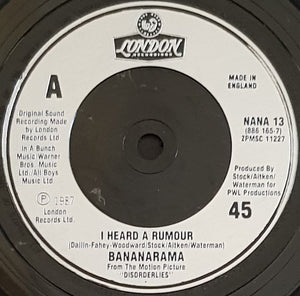 LONDON
RECORDINGS
A
MADE IN
ENGLAND
Original Sound
Recording Made
by London
Records Ltd.
In A Bunch
Music/Warner
Bros. Music
Ltd./All Boys
Music Ltd.
NANA 13
(886 165-7)
ZPMSC 11227
Produced By
Stock/Aitken/
Waterman for
PWL Productions
Ⓟ 1987
London
Records Ltd.
45
I HEARD A RUMOUR
(Dallin-Fahey-Woodward/Stock/Aitken/Waterman)
BANANARAMA
From The Motion Picture
"DISORDERLIES"